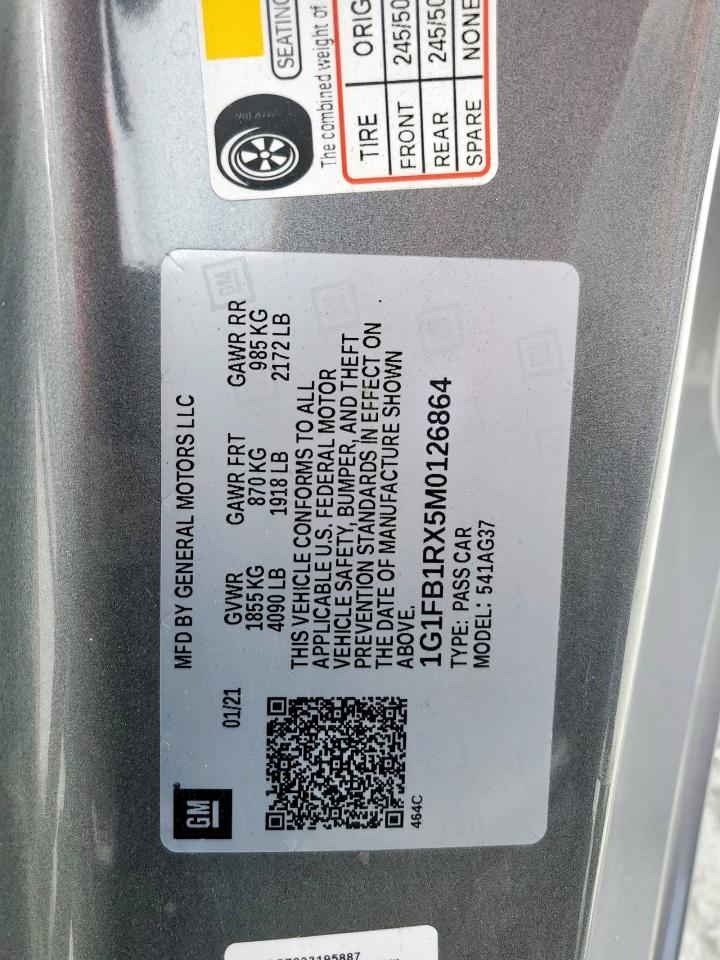 SEATING
The combined weight of
TIRE ORIG
FRONT 245/50
REAR 245/50
SPARE NONE
MFD BY GENERAL MOTORS LLC
01/21
GVWR GAWR FRT GAWR RR
1855 KG 870 KG 985 KG
4090 LB 1918 LB 2172 LB
THIS VEHICLE CONFORMS TO ALL
APPLICABLE U.S. FEDERAL MOTOR
VEHICLE SAFETY, BUMPER, AND THEFT
PREVENTION STANDARDS IN EFFECT ON
THE DATE OF MANUFACTURE SHOWN
ABOVE.
1G1FB1RX5M0126864
TYPE: PASS CAR
MODEL: 541AG37
GM
464C